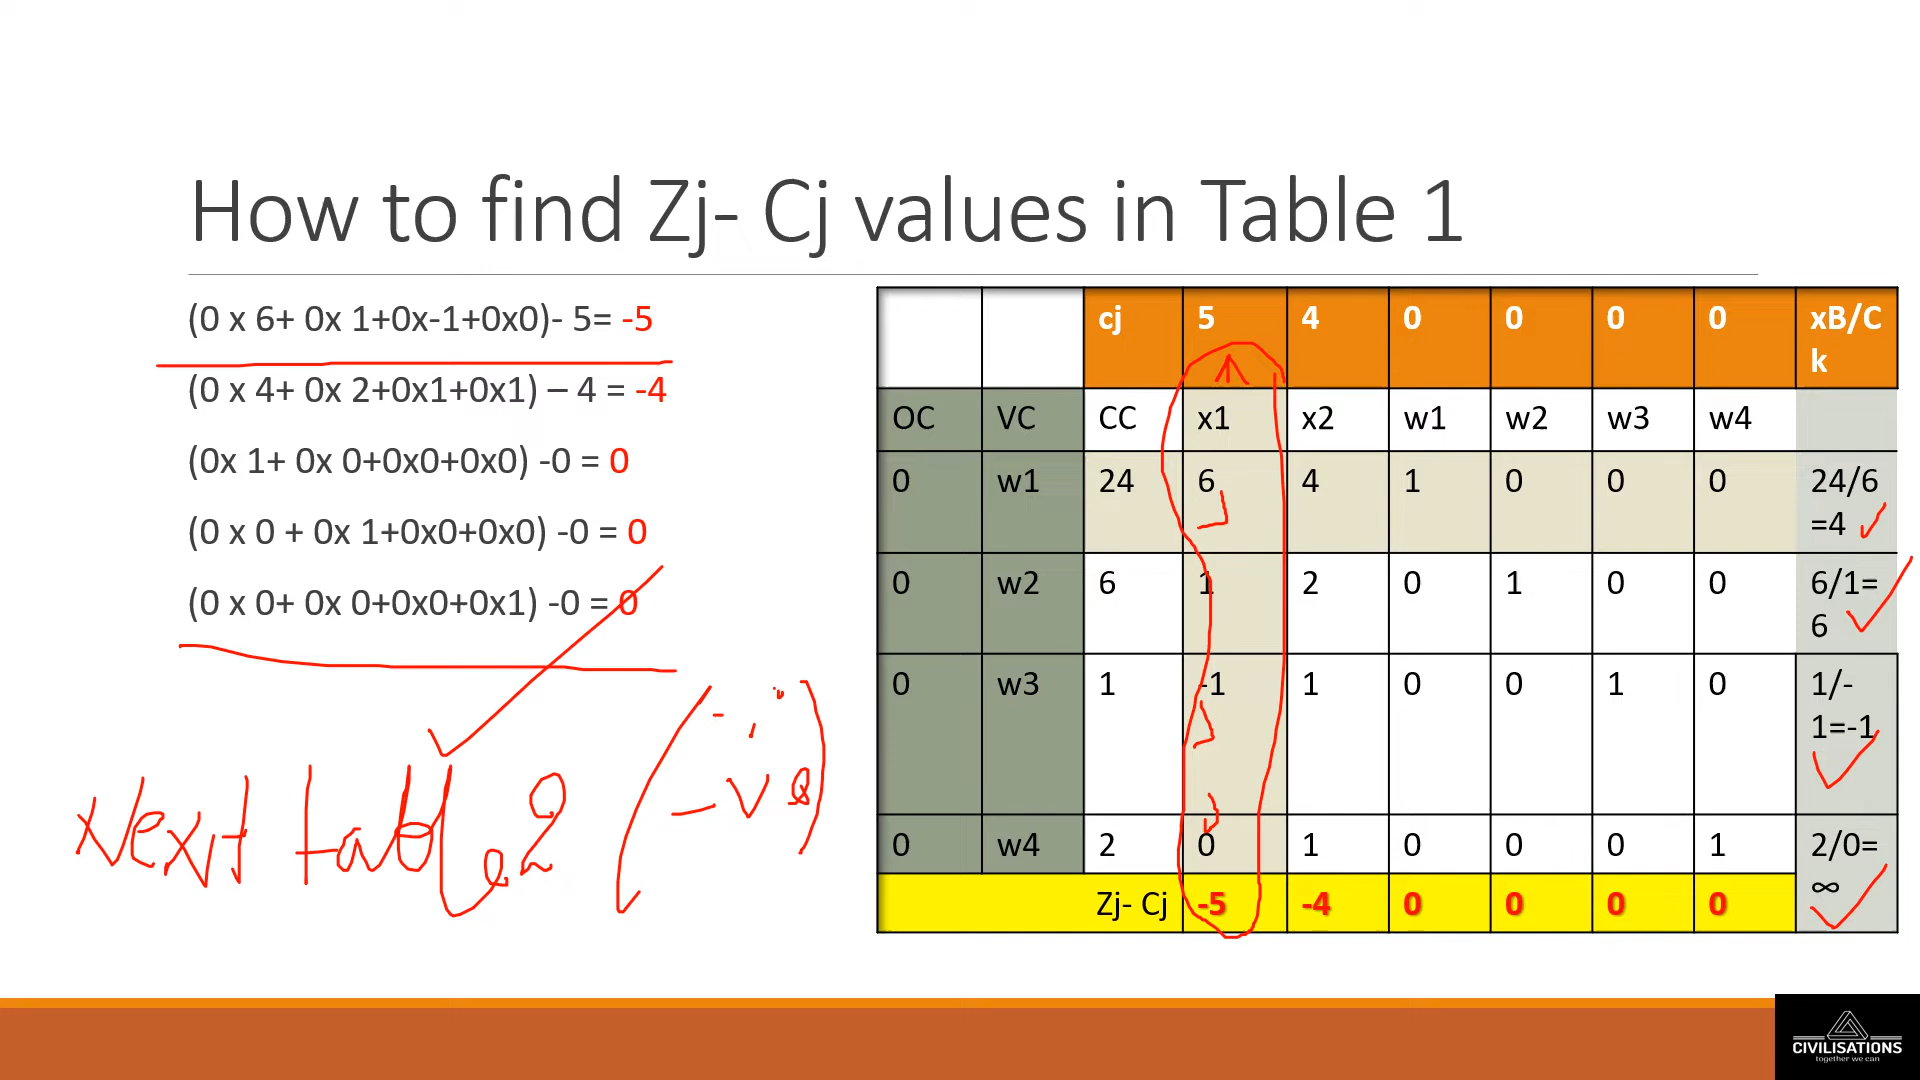 How to find Zj- Cj values in Table 1
(0 x 6+ 0x 1+0x-1+0x0)- 5= -5
(0 x 4+ 0x 2+0x1+0x1) – 4 = -4
(0x 1+ 0x 0+0x0+0x0) -0 = 0
(0 x 0 + 0x 1+0x0+0x0) -0 = 0
(0 x 0+ 0x 0+0x0+0x1) -0 = 0
Next table 2 (-ve)
cj 5 4 0 0 0 0 xB/C
k
OC VC CC x1 x2 w1 w2 w3 w4
0 w1 24 6 4 1 0 0 0 24/6
=4
0 w2 6 1 2 0 1 0 0 6/1=
6
0 w3 1 -1 1 0 0 1 0 1/-
1=-1
0 w4 2 0 1 0 0 0 1 2/0=
∞
Zj- Cj -5 -4 0 0 0 0
CIVILISATIONS
together we can